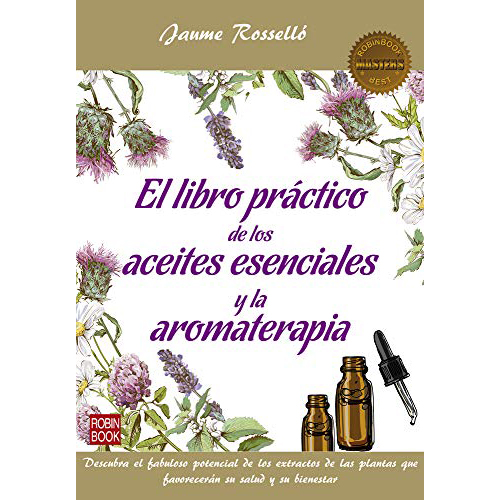 Jaume Rosselló
ROBINBOOK
MASTERS
BEST
El libro práctico
de los
aceites esenciales
y la
aromaterapia
ROBIN
BOOK
Descubra el fabuloso potencial de los extractos de las plantas que
favorecerán su salud y su bienestar